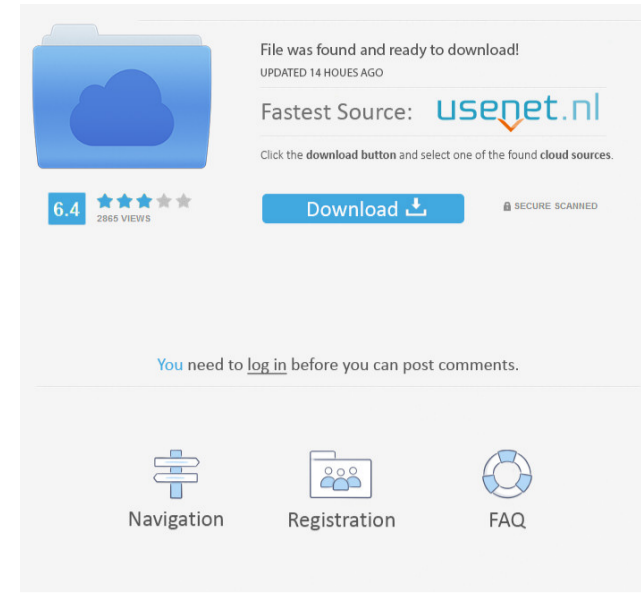 File was found and ready to download!
UPDATED 14 HOUES AGO
Fastest Source: usenet.nl
Click the download button and select one of the found cloud sources.
6.4
2865 VIEWS
Download
SECURE SCANNED
You need to log in before you can post comments.
Navigation
Registration
FAQ